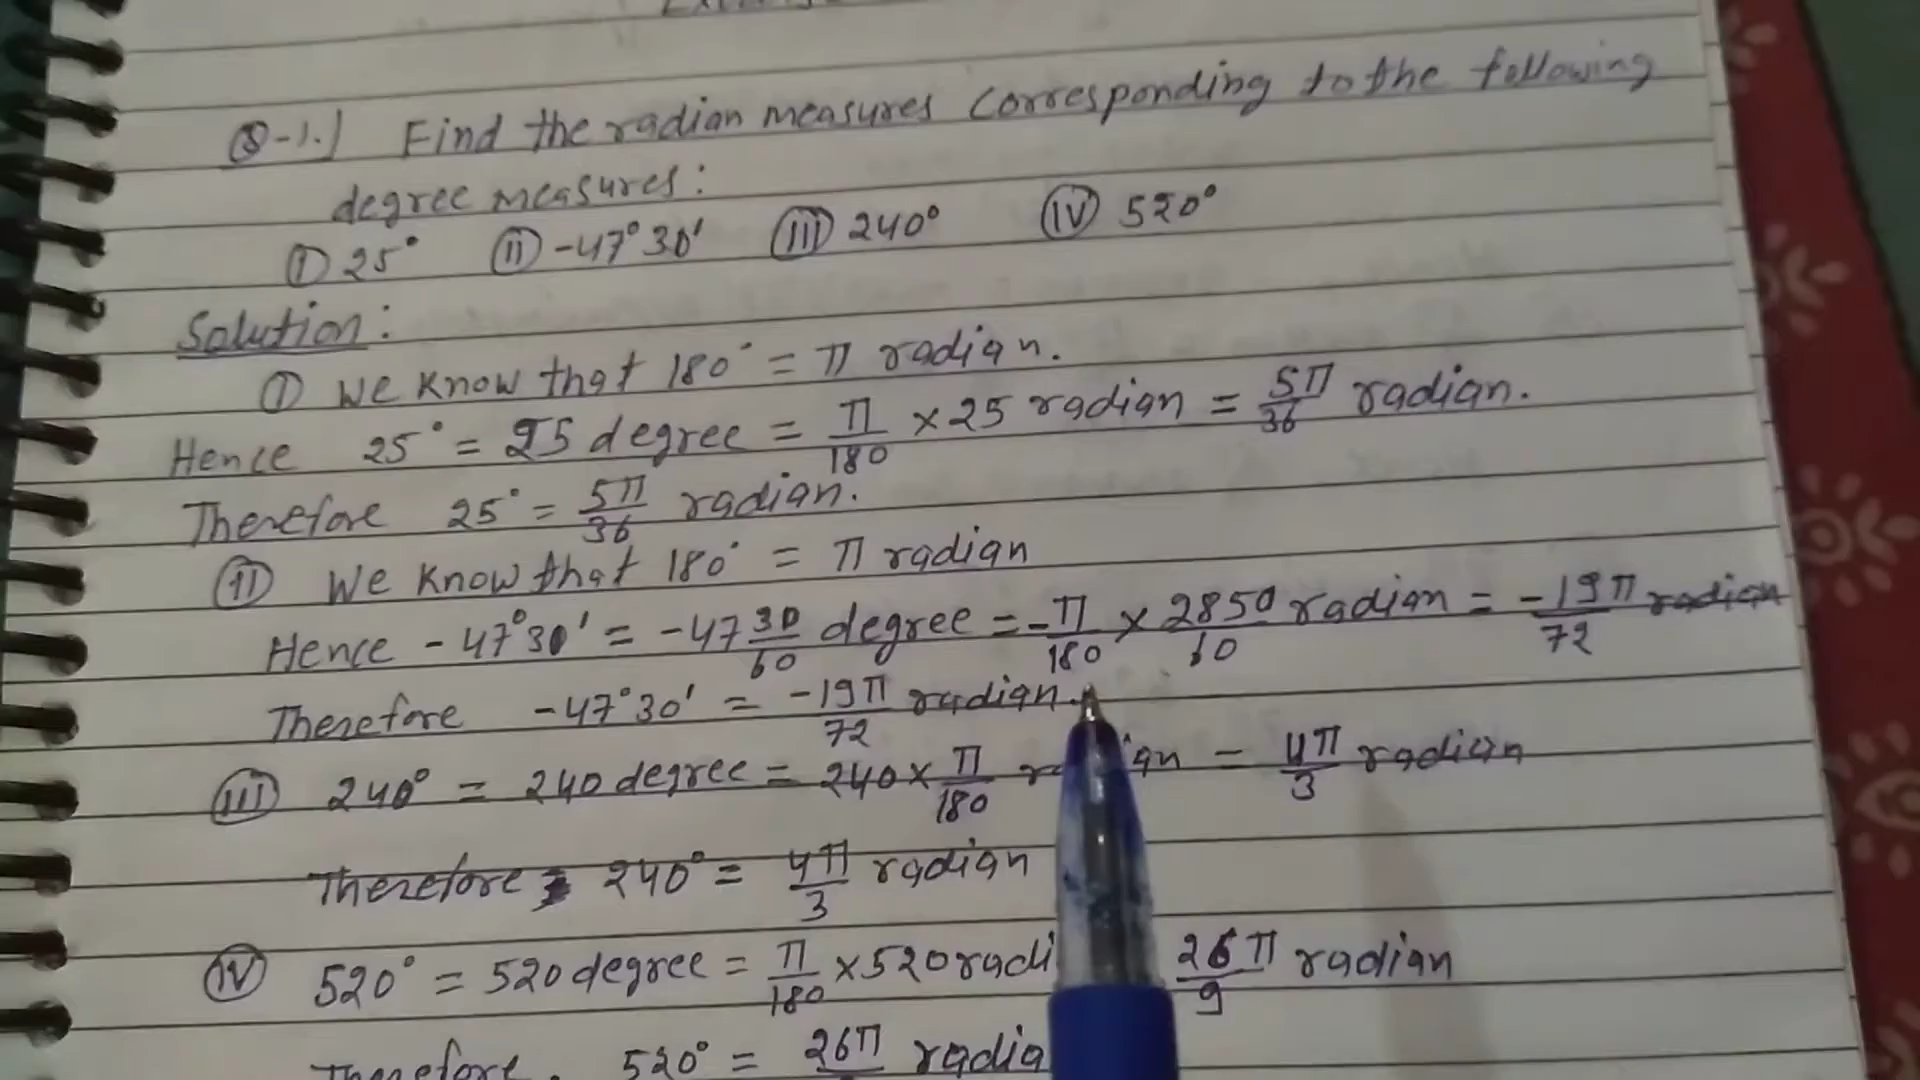 Q-1.) Find the radian measures corresponding to the following
degree measures:
(I) 25° (II) -47°30' (III) 240° (IV) 520°
Solution:
(I) We know that 180° = π radian.
Hence 25° = 25 degree = π/180 × 25 radian = 5π/36 radian.
Therefore 25° = 5π/36 radian.
(II) We know that 180° = π radian
Hence -47°30' = -47 30/60 degree = -π/180 × 2850/60 radian = -19π/72 radian
Therefore -47°30' = -19π/72 radian.
(III) 240° = 240 degree = 240 × π/180 = 4π/3 radian
Therefore, 240° = 4π/3 radian
(IV) 520° = 520 degree = π/180 × 520 radi 26π/9 radian
Therefore, 520° = 26π radia